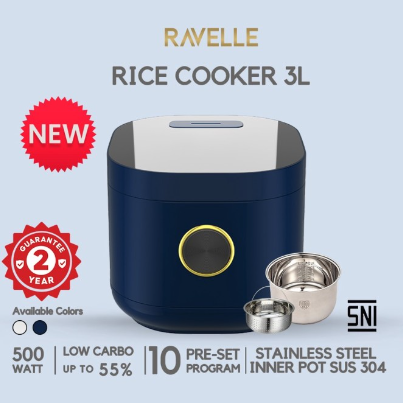 RAVELLE
RICE COOKER 3L
NEW
GUARANTEE
2
YEAR
Available Colors
SNI
500
WATT
LOW CARBO
UP TO 55%
10 PRE-SET
PROGRAM
STAINLESS STEEL
INNER POT SUS 304